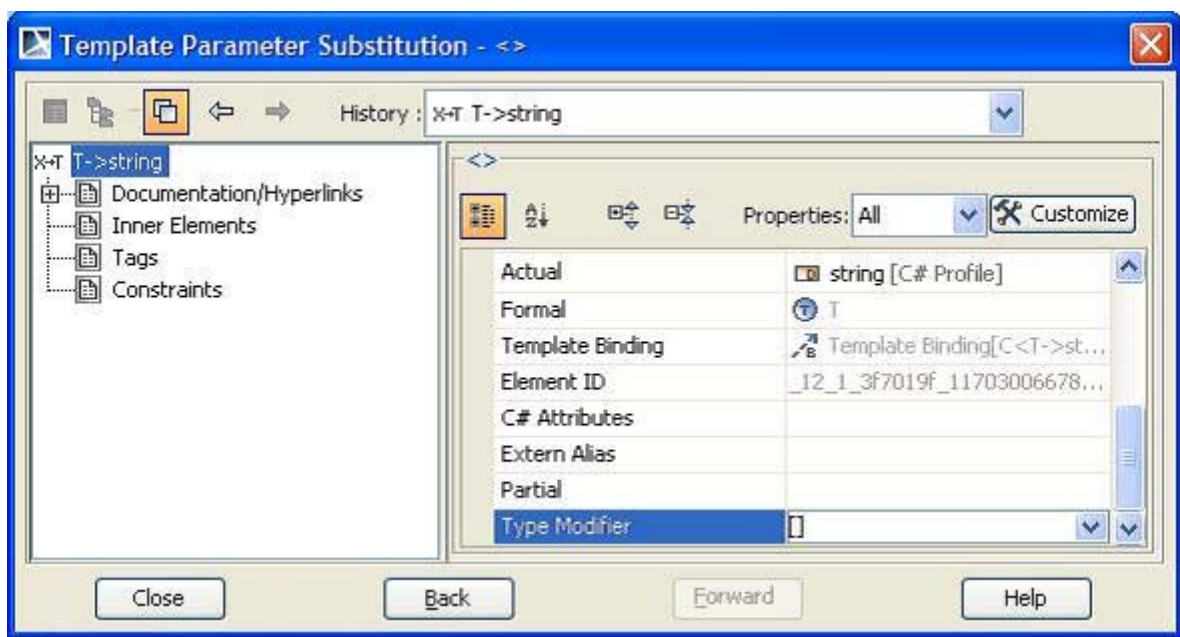 Template Parameter Substitution - <>
History : X→T T->string
X→T T->string
Documentation/Hyperlinks
Inner Elements
Tags
Constraints
<>
Properties: All Customize
Actual string [C# Profile]
Formal T
Template Binding Template Binding[C<T->st...
Element ID _12_1_3f7019f_11703006678...
C# Attributes
Extern Alias
Partial
Type Modifier []
Close Back Forward Help